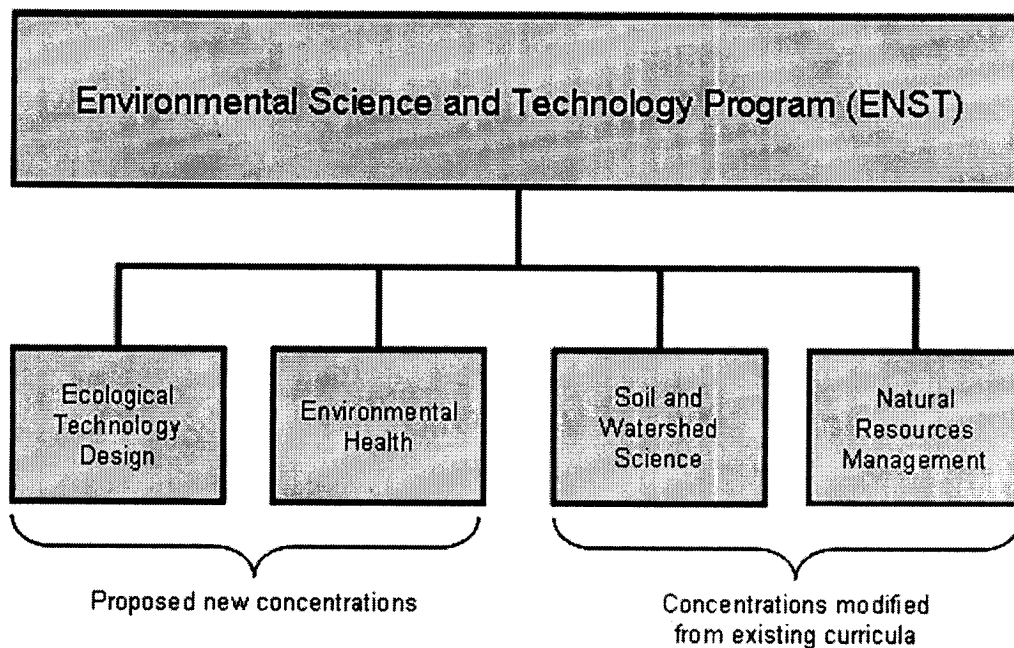 Environmental Science and Technology Program (ENST)
Ecological
Technology
Design
Environmental
Health
Soil and
Watershed
Science
Natural
Resources
Management
Proposed new concentrations
Concentrations modified
from existing curricula